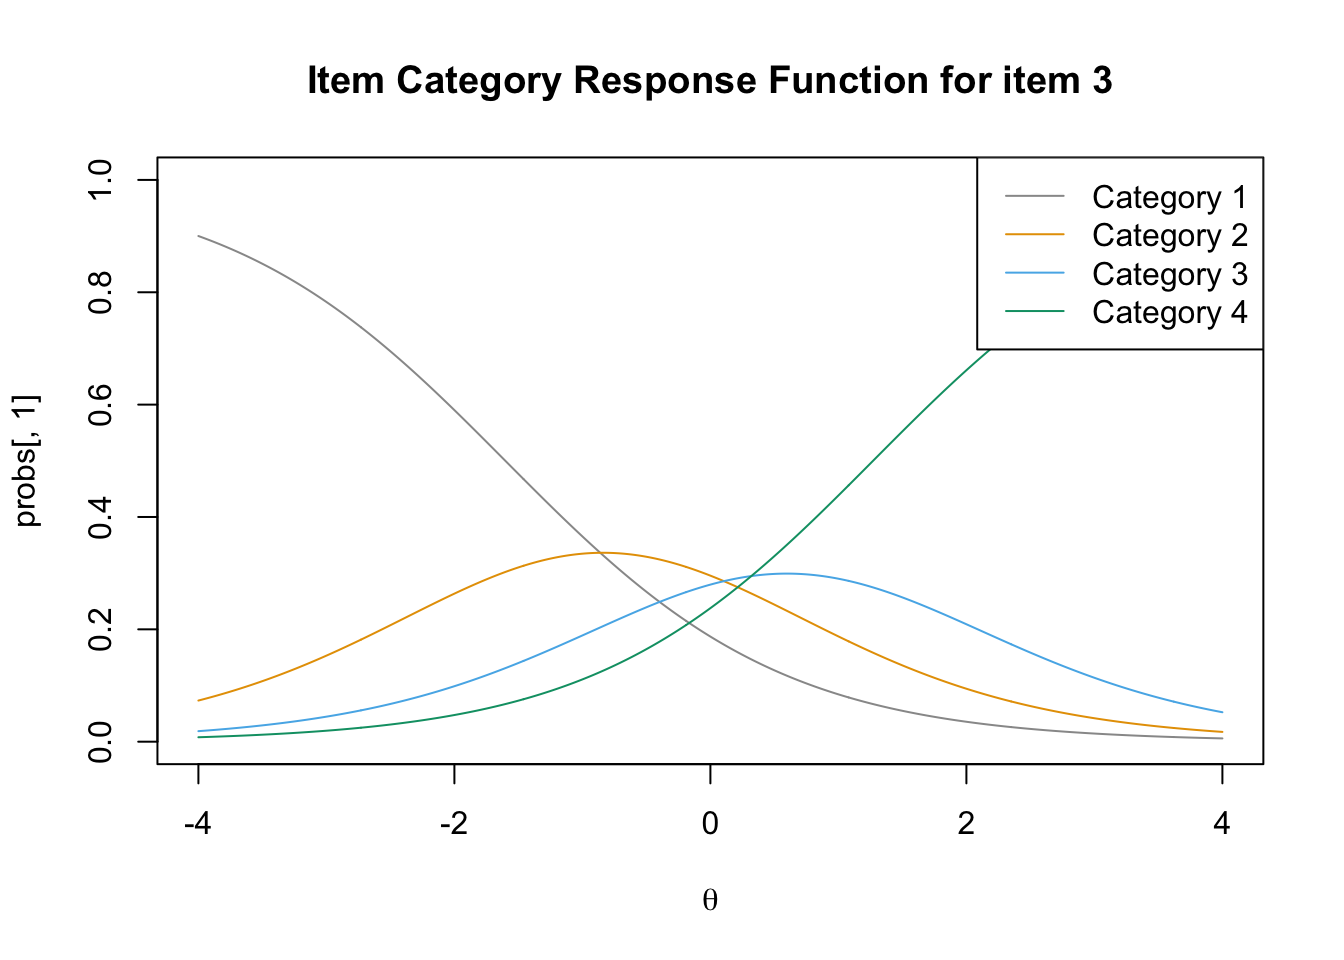 Item Category Response Function for item 3
Category 1
Category 2
Category 3
Category 4
probs[, 1]
1.0
0.8
0.6
0.4
0.2
0.0
-4 -2 0 2 4
θ